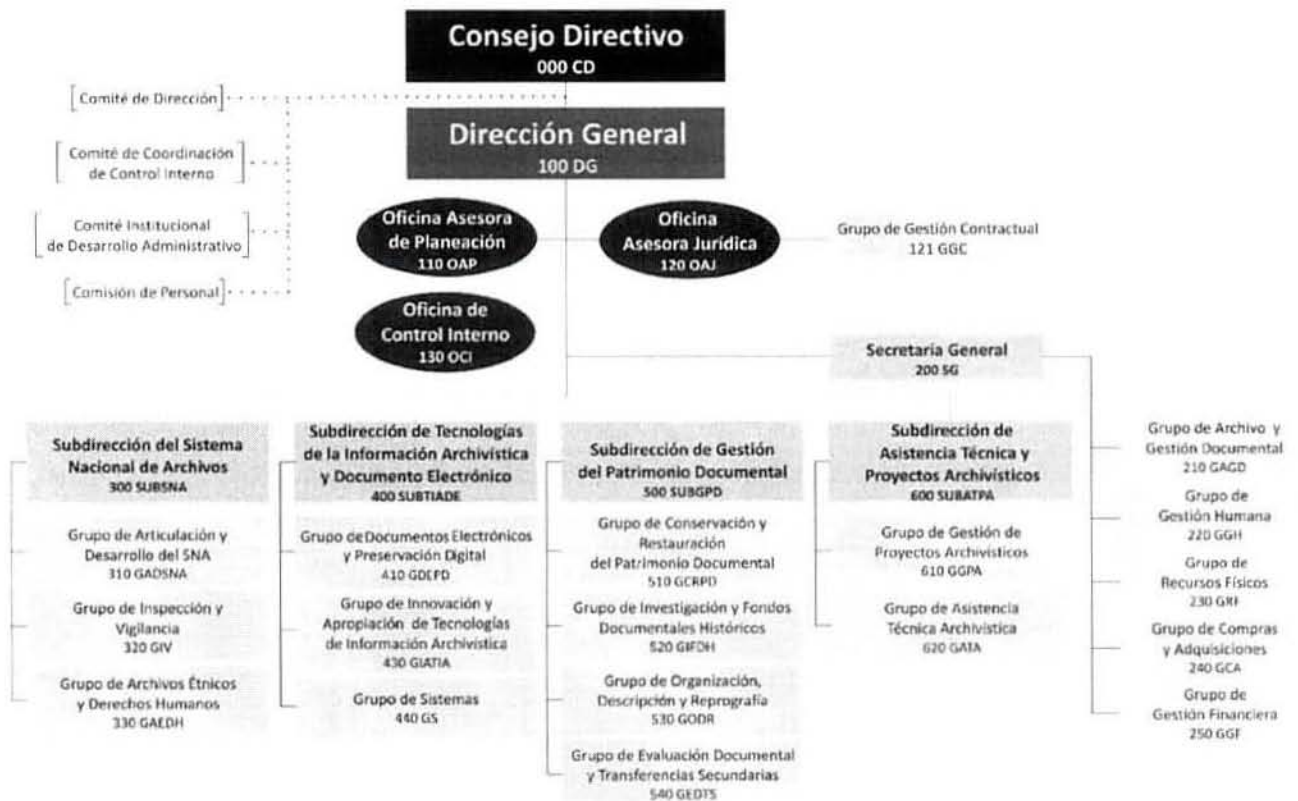 Consejo Directivo
000 CD
[Comité de Dirección]
[Comité de Coordinación
de Control Interno]
[Comité Institucional
de Desarrollo Administrativo]
[Comisión de Personal]
Dirección General
100 DG
Oficina Asesora
de Planeación
110 OAP
Oficina
Asesora Jurídica
120 OAJ
Grupo de Gestión Contractual
121 GGC
Oficina de
Control Interno
130 OCI
Secretaria General
200 SG
Subdirección del Sistema
Nacional de Archivos
300 SUBSNA
Grupo de Articulación y
Desarrollo del SNA
310 GADSNA
Grupo de Inspección y
Vigilancia
320 GIV
Grupo de Archivos Étnicos
y Derechos Humanos
330 GAEDH
Subdirección de Tecnologías
de la Información Archivística
y Documento Electrónico
400 SUBTIADE
Grupo de Documentos Electrónicos
y Preservación Digital
410 GDEPD
Grupo de Innovación y
Apropiación de Tecnologías
de Información Archivística
430 GIATIA
Grupo de Sistemas
440 GS
Subdirección de Gestión
del Patrimonio Documental
500 SUBGPD
Grupo de Conservación y
Restauración
del Patrimonio Documental
510 GCRPD
Grupo de Investigación y Fondos
Documentales Históricos
520 GIFDH
Grupo de Organización,
Descripción y Reprografía
530 GODR
Grupo de Evaluación Documental
y Transferencias Secundarias
540 GEDTS
Subdirección de
Asistencia Técnica y
Proyectos Archivísticos
600 SUBATPA
Grupo de Gestión de
Proyectos Archivísticos
610 GGPA
Grupo de Asistencia
Técnica Archivística
620 GATA
Grupo de Archivo y
Gestión Documental
210 GAGD
Grupo de
Gestión Humana
220 GGH
Grupo de
Recursos Físicos
230 GRF
Grupo de Compras
y Adquisiciones
240 GCA
Grupo de
Gestión Financiera
250 GGF